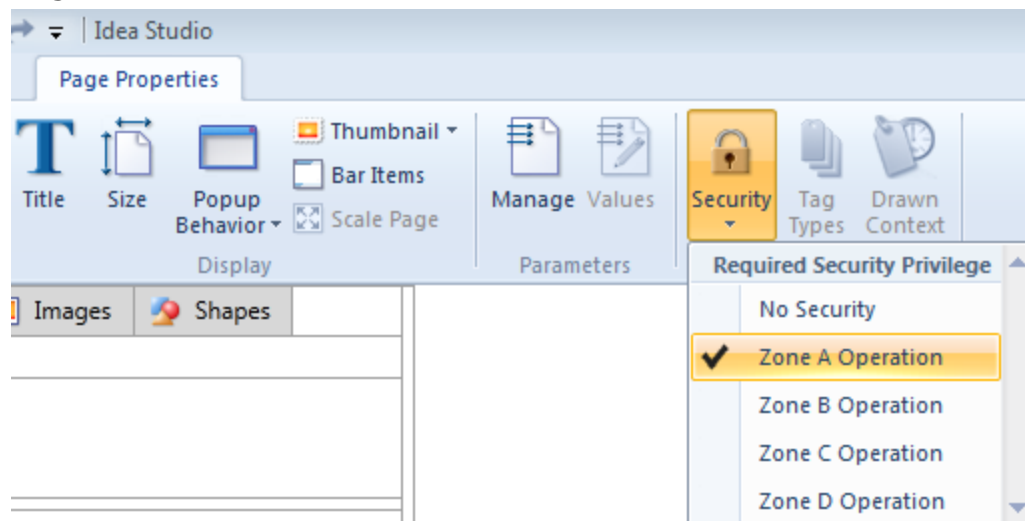 Idea Studio
Page Properties
Title
Size
Popup
Behavior
Thumbnail
Bar Items
Scale Page
Display
Manage
Values
Parameters
Security
Tag
Types
Drawn
Context
Required Security Privilege
No Security
Zone A Operation
Zone B Operation
Zone C Operation
Zone D Operation
Images
Shapes